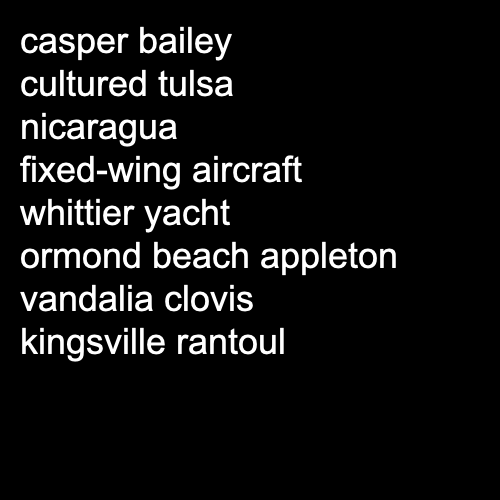 casper bailey
cultured tulsa
nicaragua
fixed-wing aircraft
whittier yacht
ormond beach appleton
vandalia clovis
kingsville rantoul